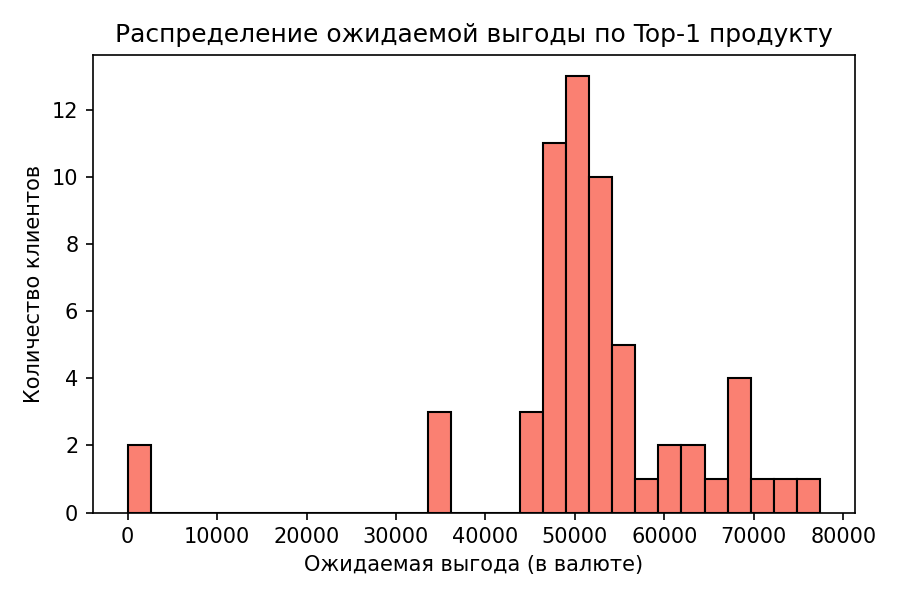 Распределение ожидаемой выгоды по Top-1 продукту
Количество клиентов
12
10
8
6
4
2
0
0 10000 20000 30000 40000 50000 60000 70000 80000
Ожидаемая выгода (в валюте)